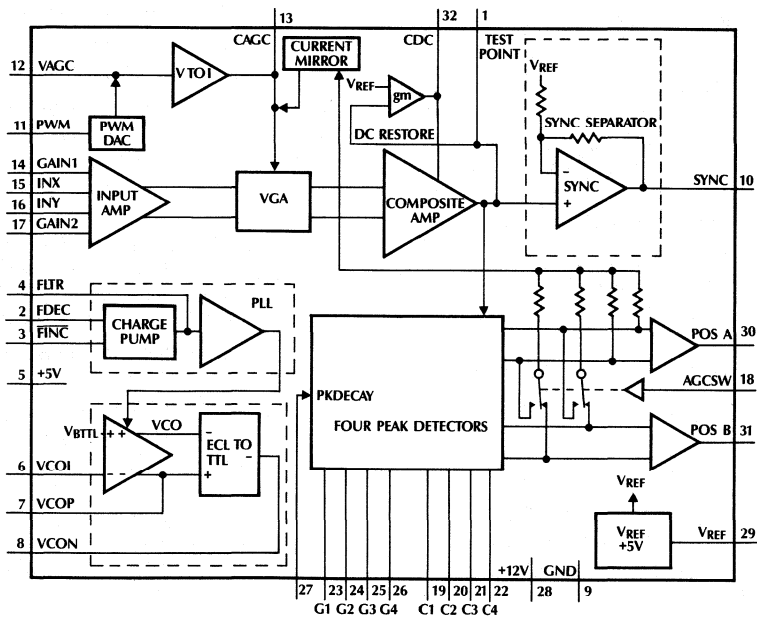 13 32 1
CAGC CURRENT MIRROR CDC TEST POINT
12 VAGC V TO I
VREF gm VREF
DC RESTORE SYNC SEPARATOR
11 PWM PWM DAC
14 GAIN1
15 INX
16 INY
17 GAIN2
INPUT AMP
VGA
COMPOSITE AMP
- SYNC +
SYNC 10
4 FLTR PLL
2 FDEC
3 FINC
CHARGE PUMP
5 +5V
PKDECAY
FOUR PEAK DETECTORS
POS A 30
AGCSW 18
POS B 31
VBTTL ++ VCO - ECL TO TTL -
6 VCOI -- +
7 VCOP
8 VCON
VREF
VREF +5V
VREF 29
+12V GND
27 23 24 25 26 19 20 21 22 28 9
G1 G2 G3 G4 C1 C2 C3 C4